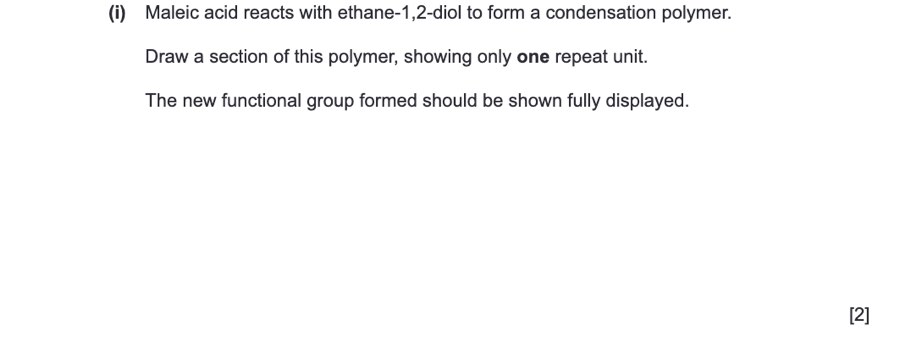 (i) Maleic acid reacts with ethane-1,2-diol to form a condensation polymer.
Draw a section of this polymer, showing only one repeat unit.
The new functional group formed should be shown fully displayed.
[2]